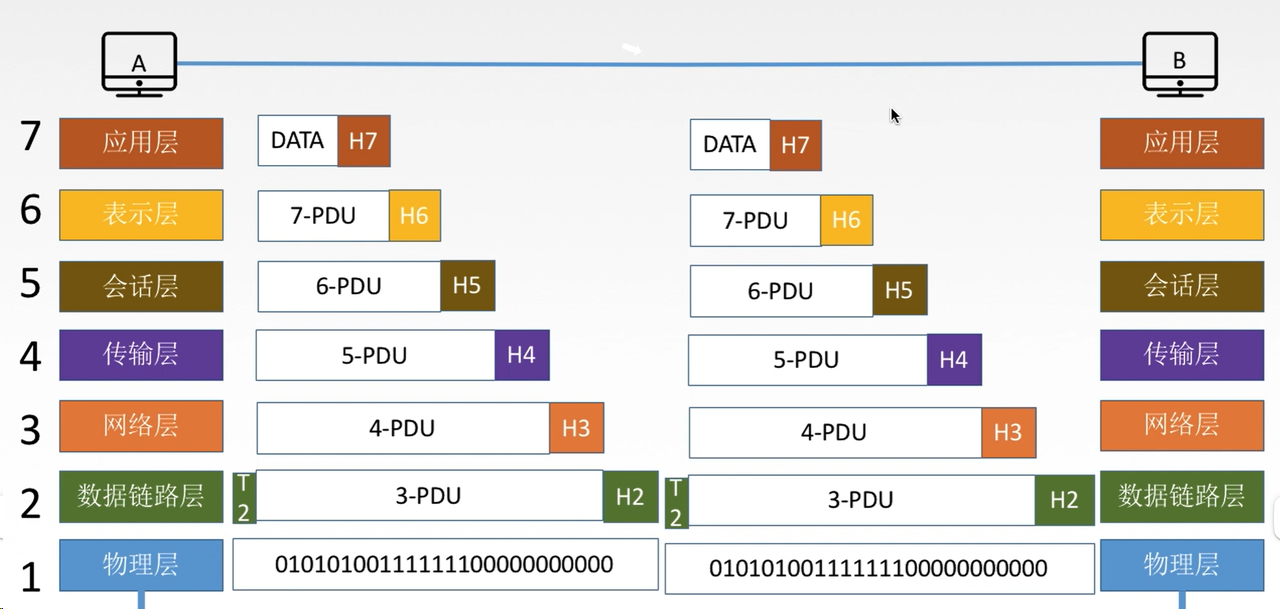 A
B
7 应用层 DATA H7 DATA H7 应用层
6 表示层 7-PDU H6 7-PDU H6 表示层
5 会话层 6-PDU H5 6-PDU H5 会话层
4 传输层 5-PDU H4 5-PDU H4 传输层
3 网络层 4-PDU H3 4-PDU H3 网络层
2 数据链路层 T2 3-PDU H2 T2 3-PDU H2 数据链路层
1 物理层 010101001111111100000000000 010101001111111100000000000 物理层